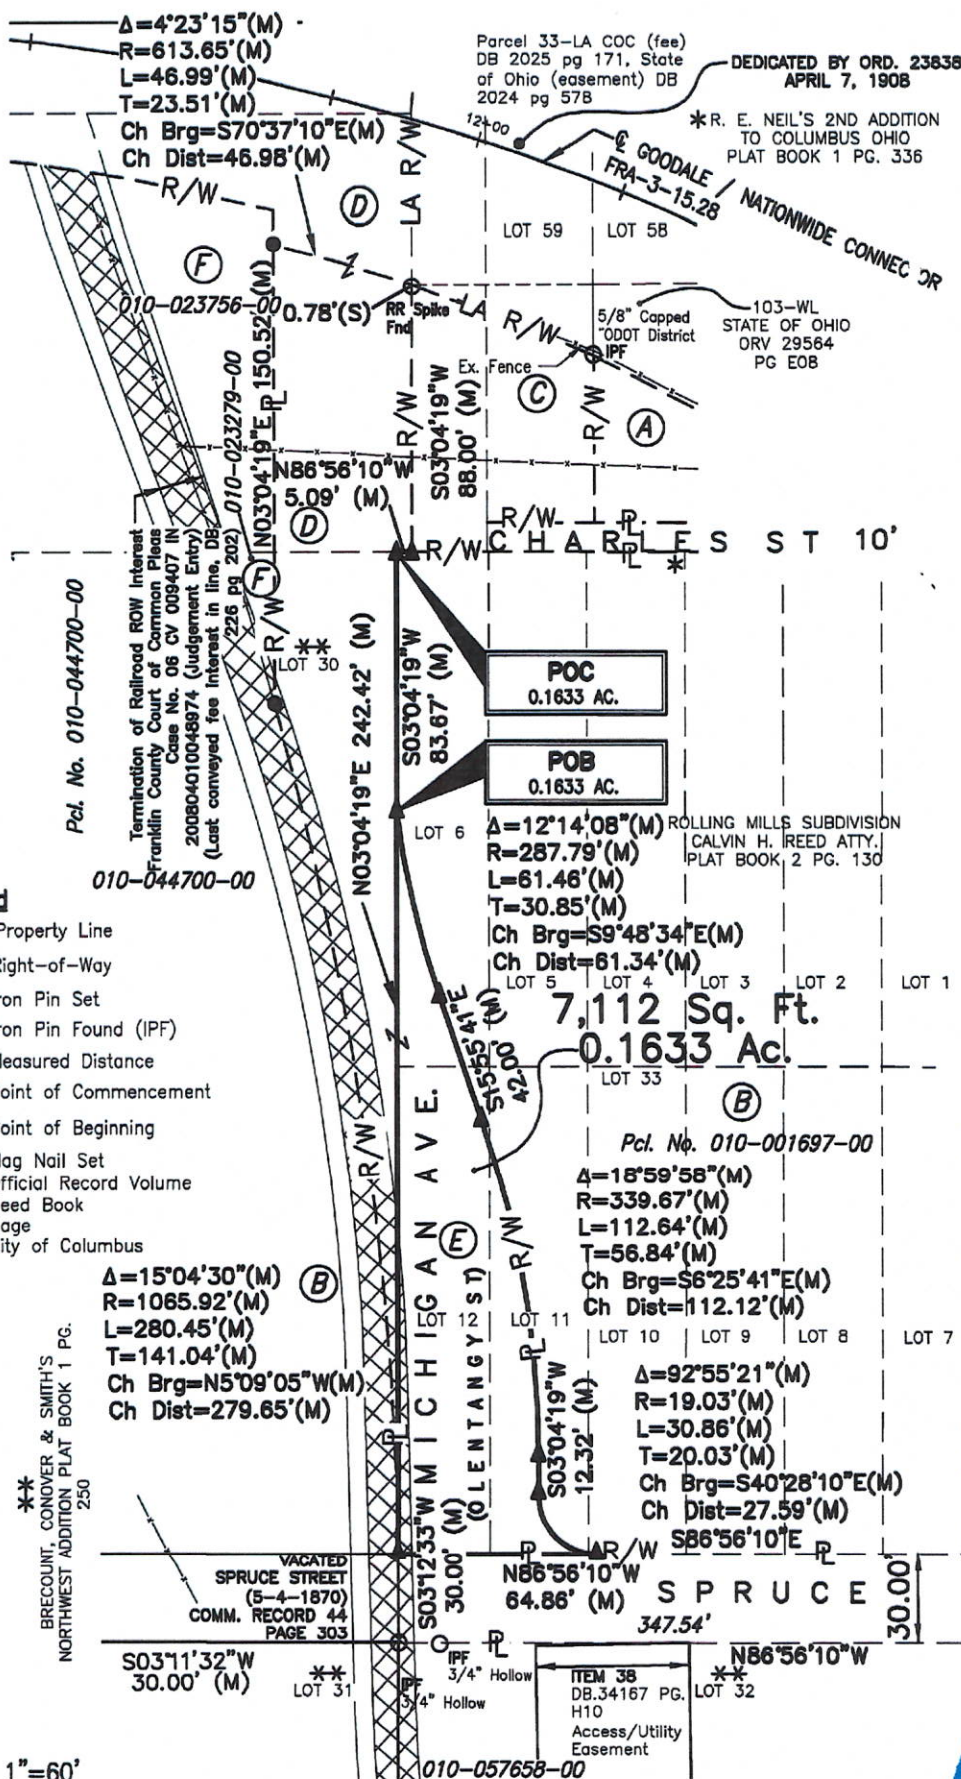 Δ=4°23'15"(M)
R=613.65'(M)
L=46.99'(M)
T=23.51'(M)
Ch Brg=S70°37'10"E(M)
Ch Dist=46.98'(M)
Parcel 33-LA COC (fee)
DB 2025 pg 171, State
of Ohio (easement) DB
2024 pg 578
DEDICATED BY ORD. 23838
APRIL 7, 1908
* R. E. NEIL'S 2ND ADDITION
TO COLUMBUS OHIO
PLAT BOOK 1 PG. 336
12+00
℄ GOODALE / NATIONWIDE CONNECTOR
FRA-3-15.28
R/W
LA R/W
D
LOT 59
LOT 58
F
010-023756-00
0.78'(S)
RR Spike
Fnd
LA
R/W
5/8" Capped
"ODOT District
IPF
103-WL
STATE OF OHIO
ORV 29564
PG E08
Ex. Fence
C
A
R/W
R/W
N03°04'19"E 150.52' (M)
PL
010-023279-00
S03°04'19"W
88.00' (M)
N86°56'10"W
5.09' (M)
D
R/W
PL
R/W
CHARLES ST 10'
PL
*
F
R/W
**
LOT 30
Termination of Railroad ROW Interest
Franklin County Court of Common Pleas
Case No. 06 CV 009407 IN
200804010048974 (Judgement Entry)
(Last conveyed fee interest in line, DB
226 pg 202)
Pcl. No. 010-044700-00
010-044700-00
N03°04'19"E 242.42' (M)
S03°04'19"W
83.67' (M)
POC
0.1633 AC.
POB
0.1633 AC.
LOT 6
Δ=12°14'08"(M)
R=287.79'(M)
L=61.46'(M)
T=30.85'(M)
Ch Brg=S9°48'34"E(M)
Ch Dist=61.34'(M)
ROLLING MILLS SUBDIVISION
CALVIN H. REED ATTY.
PLAT BOOK 2 PG. 130
LOT 5
LOT 4
LOT 3
LOT 2
LOT 1
7,112 Sq. Ft.
0.1633 Ac.
S15°55'41"E
42.00' (M)
LOT 33
B
Pcl. No. 010-001697-00
Property Line
Right-of-Way
Iron Pin Set
Iron Pin Found (IPF)
Measured Distance
Point of Commencement
Point of Beginning
Mag Nail Set
Official Record Volume
Deed Book
Page
City of Columbus
R/W
MICHIGAN AVE.
(OLENTANGY ST)
E
R/W
Δ=18°59'58"(M)
R=339.67'(M)
L=112.64'(M)
T=56.84'(M)
Ch Brg=S6°25'41"E(M)
Ch Dist=112.12'(M)
Δ=15°04'30"(M)
R=1065.92'(M)
L=280.45'(M)
T=141.04'(M)
Ch Brg=N5°09'05"W(M)
Ch Dist=279.65'(M)
B
LOT 12
LOT 11
LOT 10
LOT 9
LOT 8
LOT 7
PL
PL
S03°04'19"W
12.32' (M)
Δ=92°55'21"(M)
R=19.03'(M)
L=30.86'(M)
T=20.03'(M)
Ch Brg=S40°28'10"E(M)
Ch Dist=27.59'(M)
S86°56'10"E
**
BRECOUNT, CONOVER & SMITH'S
NORTHWEST ADDITION PLAT BOOK 1 PG.
250
VACATED
SPRUCE STREET
(5-4-1870)
COMM. RECORD 44
PAGE 303
S03°12'33"W
30.00' (M)
PL
R/W
PL
N86°56'10"W
64.86' (M)
SPRUCE
347.54'
30.00'
S03°11'32"W
30.00' (M)
**
LOT 31
IPF
3/4" Hollow
IPF
3/4" Hollow
PL
N86°56'10"W
ITEM 38
DB.34167 PG.
H10
Access/Utility
Easement
**
LOT 32
010-057658-00
1"=60'